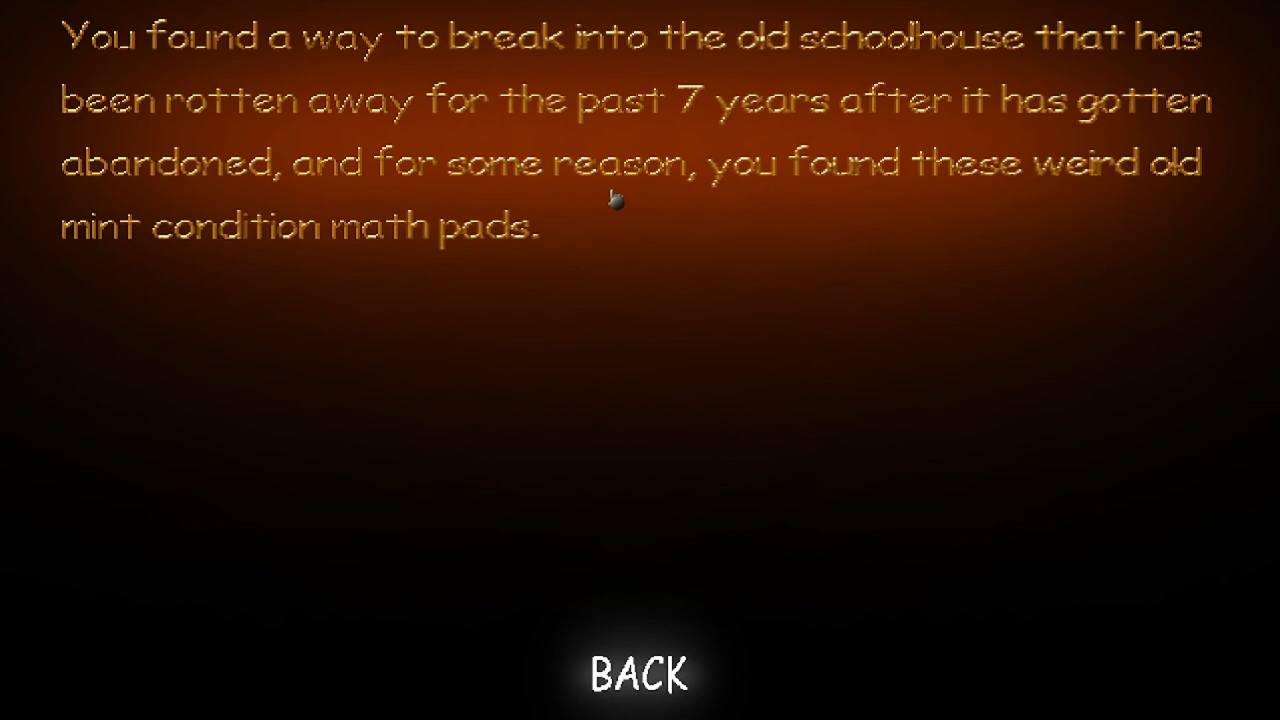 You found a way to break into the old schoolhouse that has
been rotten away for the past 7 years after it has gotten
abandoned, and for some reason, you found these weird old
mint condition math pads.
BACK